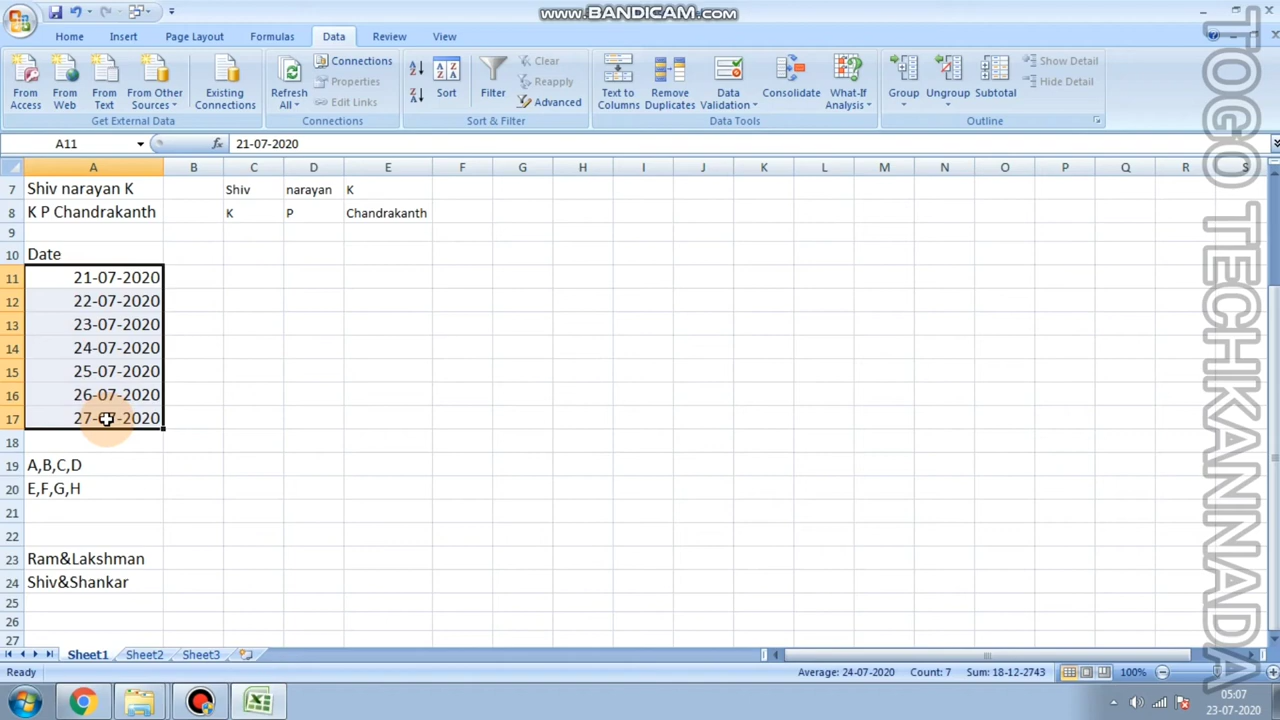 www.BANDICAM.com
Home Insert Page Layout Formulas Data Review View
From Access
From Web
From Text
From Other Sources
Existing Connections
Get External Data
Refresh All
Connections
Properties
Edit Links
Connections
Sort
Filter
Clear
Reapply
Advanced
Sort & Filter
Text to Columns
Remove Duplicates
Data Validation
Consolidate
What-If Analysis
Data Tools
Group
Ungroup
Subtotal
Show Detail
Hide Detail
Outline
A11 fx 21-07-2020
A B C D E F G H I J K L M N O P Q R S
7 Shiv narayan K Shiv narayan K
8 K P Chandrakanth K P Chandrakanth
9
10 Date
11 21-07-2020
12 22-07-2020
13 23-07-2020
14 24-07-2020
15 25-07-2020
16 26-07-2020
17 27-07-2020
18
19 A,B,C,D
20 E,F,G,H
21
22
23 Ram&Lakshman
24 Shiv&Shankar
25
26
27
Sheet1 Sheet2 Sheet3
Ready Average: 24-07-2020 Count: 7 Sum: 18-12-2743 100%
05:07
23-07-2020
TOGO TECHKANNADA